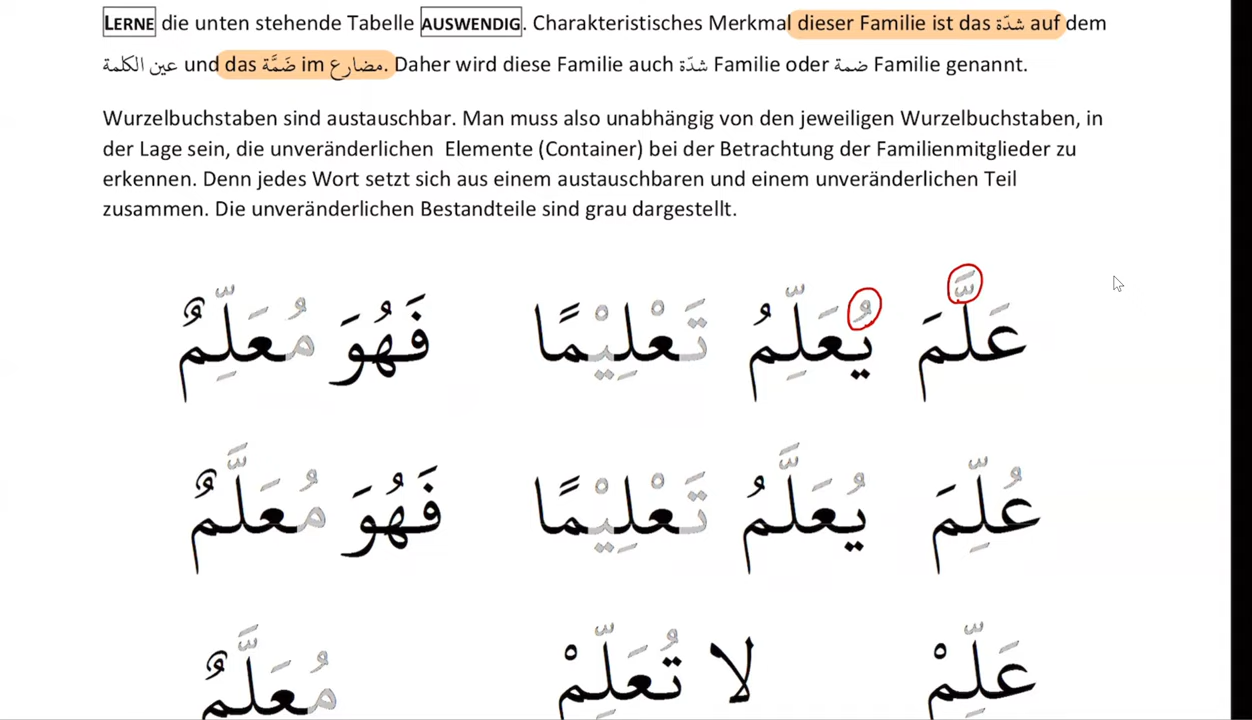 LERNE die unten stehende Tabelle AUSWENDIG. Charakteristisches Merkmal dieser Familie ist das شدّة auf dem
عين الكلمة und das ضَمَّة im مضارع. Daher wird diese Familie auch شدّة Familie oder ضمة Familie genannt.
Wurzelbuchstaben sind austauschbar. Man muss also unabhängig von den jeweiligen Wurzelbuchstaben, in
der Lage sein, die unveränderlichen Elemente (Container) bei der Betrachtung der Familienmitglieder zu
erkennen. Denn jedes Wort setzt sich aus einem austauschbaren und einem unveränderlichen Teil
zusammen. Die unveränderlichen Bestandteile sind grau dargestellt.
عَلَّمَ يُعَلِّمُ تَعْلِيْمًا فَهُوَ مُعَلِّمٌ
عُلِّمَ يُعَلَّمُ تَعْلِيْمًا فَهُوَ مُعَلَّمٌ
عَلِّمْ لا تُعَلِّمْ مُعَلَّمٌ